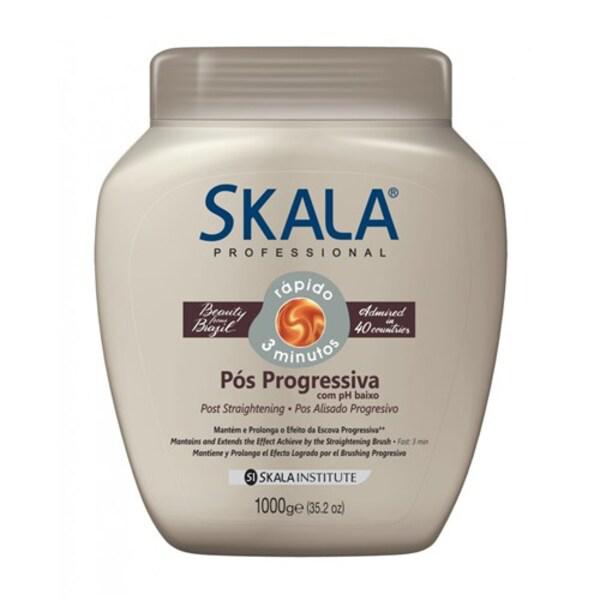 SKALA®
PROFESSIONAL
Beauty from Brazil
rápido
3 minutos
Admired in 40 countries
Pós Progressiva
com pH baixo
Post Straightening • Pos Alisado Progresivo
Mantém e Prolonga o Efeito da Escova Progressiva**
Mantains and Extends the Effect Achieve by the Straightening Brush • Fast: 3 min
Mantiene y Prolonga el Efecto Logrado por el Brushing Progresivo
SI SKALA INSTITUTE
1000g℮ (35.2 oz)